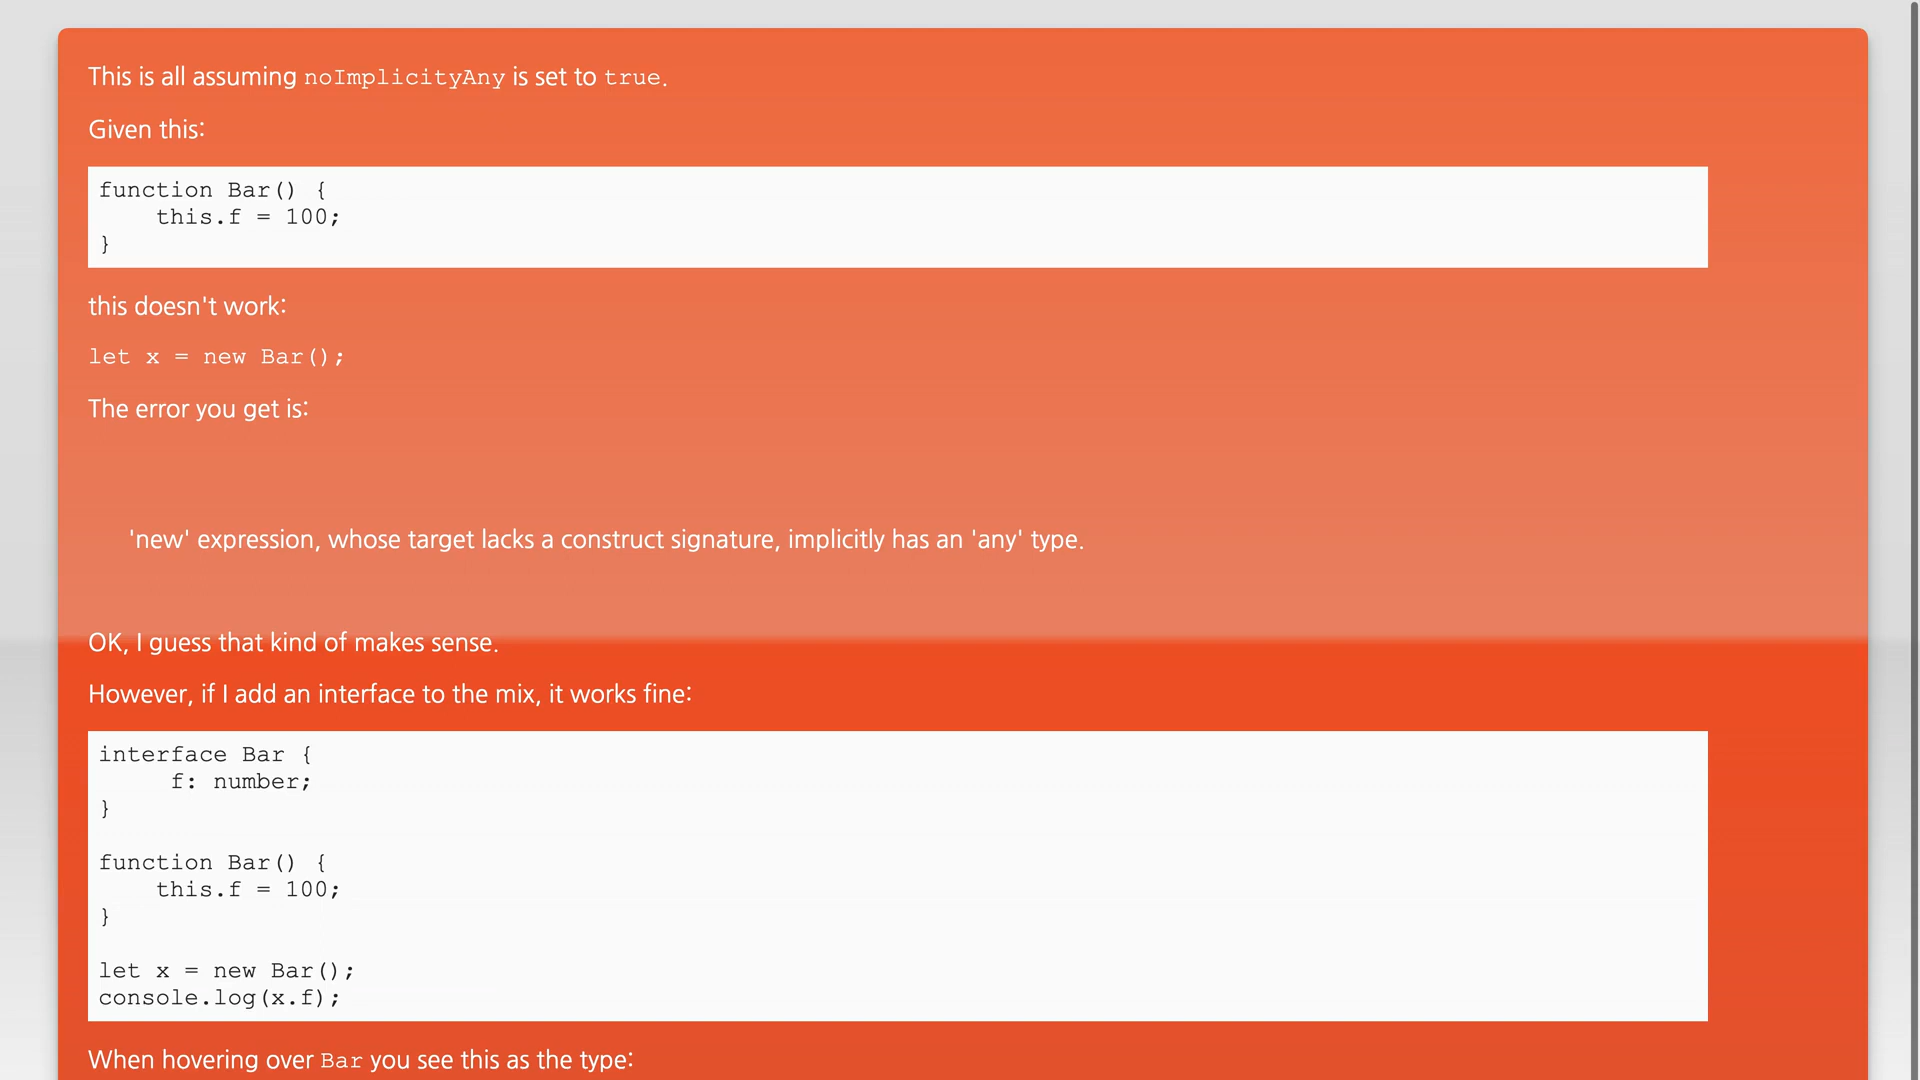 This is all assuming noImplicityAny is set to true.
Given this:
function Bar() {
    this.f = 100;
}
this doesn't work:
let x = new Bar();
The error you get is:
'new' expression, whose target lacks a construct signature, implicitly has an 'any' type.
OK, I guess that kind of makes sense.
However, if I add an interface to the mix, it works fine:
interface Bar {
     f: number;
}
function Bar() {
    this.f = 100;
}
let x = new Bar();
console.log(x.f);
When hovering over Bar you see this as the type: